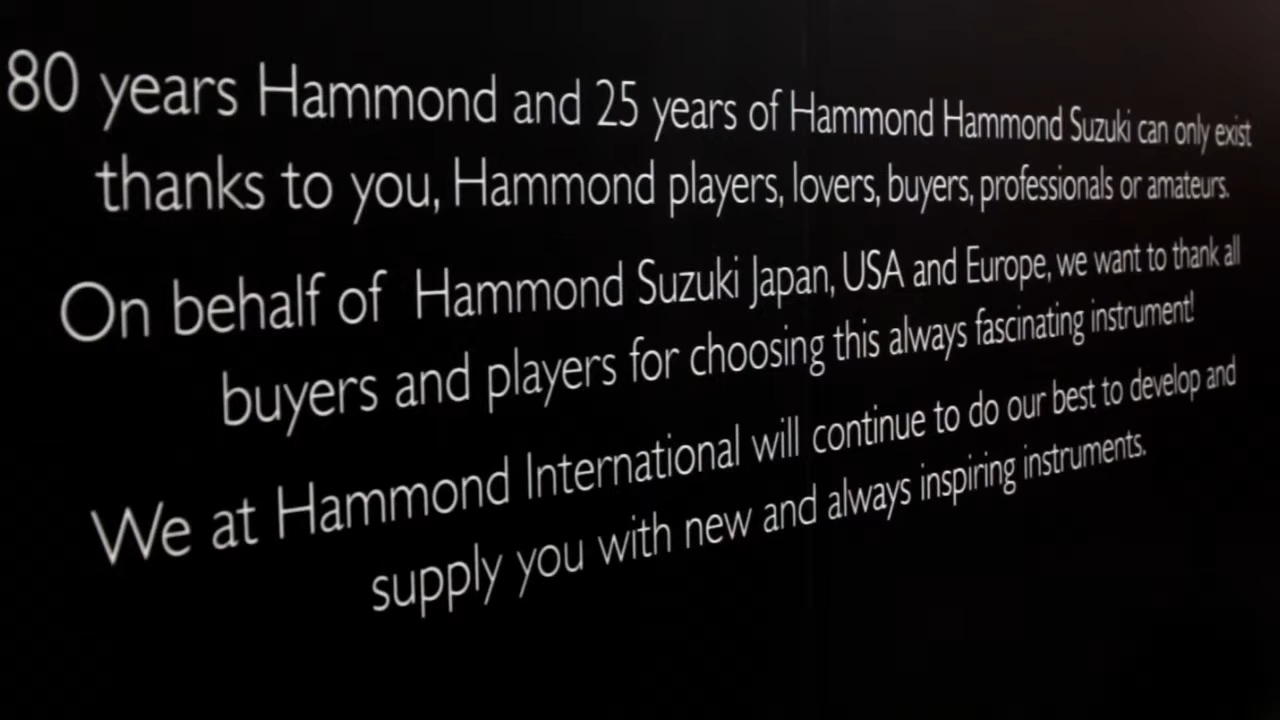 80 years Hammond and 25 years of Hammond Hammond Suzuki can only exist
thanks to you, Hammond players, lovers, buyers, professionals or amateurs.
On behalf of Hammond Suzuki Japan, USA and Europe, we want to thank all
buyers and players for choosing this always fascinating instrument!
We at Hammond International will continue to do our best to develop and
supply you with new and always inspiring instruments.